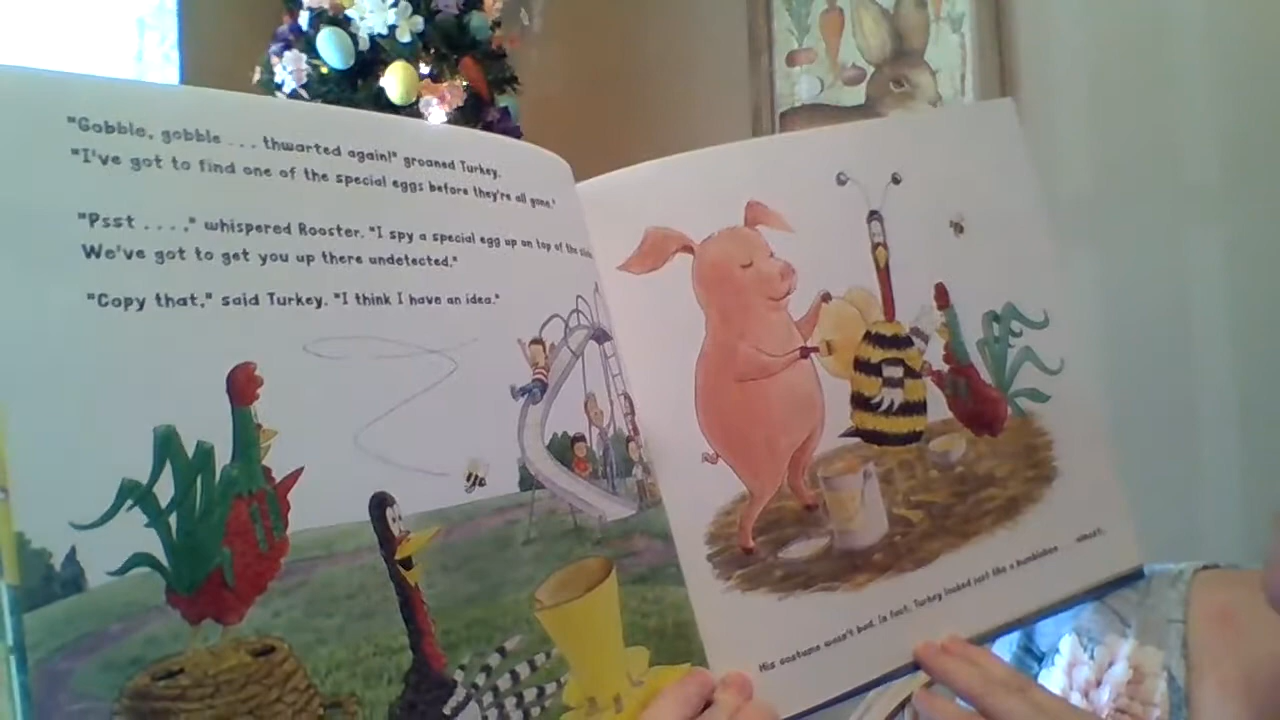 "Gobble, gobble . . . thwarted again!" groaned Turkey.
"I've got to find one of the special eggs before they're all gone."
"Psst . . . ," whispered Rooster. "I spy a special egg up on top of the
We've got to get you up there undetected."
"Copy that," said Turkey. "I think I have an idea."
His costume wasn't bad. In fact, Turkey looked just like a bumblebee . . . almost.